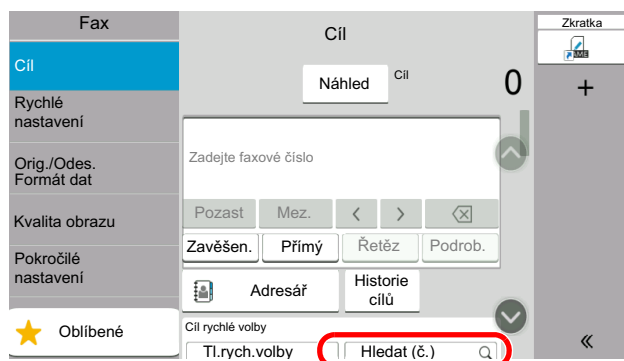 Fax
Cíl
Zkratka
NAME
Cíl
Náhled
Cíl
0
+
Rychlé
nastavení
Zadejte faxové číslo
Orig./Odes.
Formát dat
Pozast
Mez.
Kvalita obrazu
Zavěšen.
Přímý
Řetěz
Podrob.
Pokročilé
nastavení
Adresář
Historie
cílů
Oblíbené
Cíl rychlé volby
Tl.rych.volby
Hledat (č.)